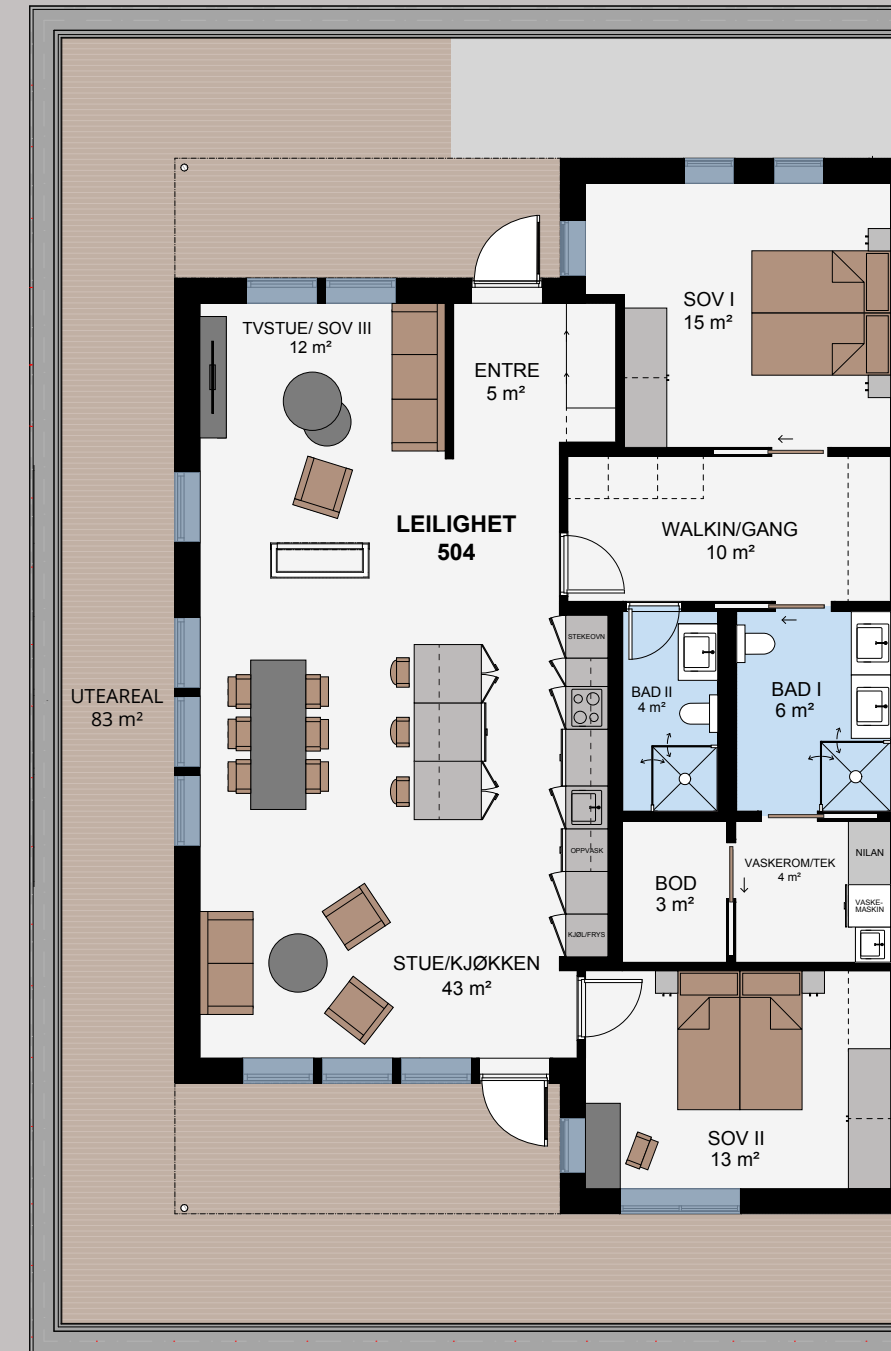 SOV I
15 m²
TVSTUE/ SOV III
12 m²
ENTRE
5 m²
LEILIGHET
504
WALKIN/GANG
10 m²
STEKEOVN
UTEAREAL
83 m²
BAD II
4 m²
BAD I
6 m²
OPPVASK
VASKEROM/TEK
4 m²
NILAN
BOD
3 m²
VASKE-
MASKIN
KJØL/FRYS
STUE/KJØKKEN
43 m²
SOV II
13 m²